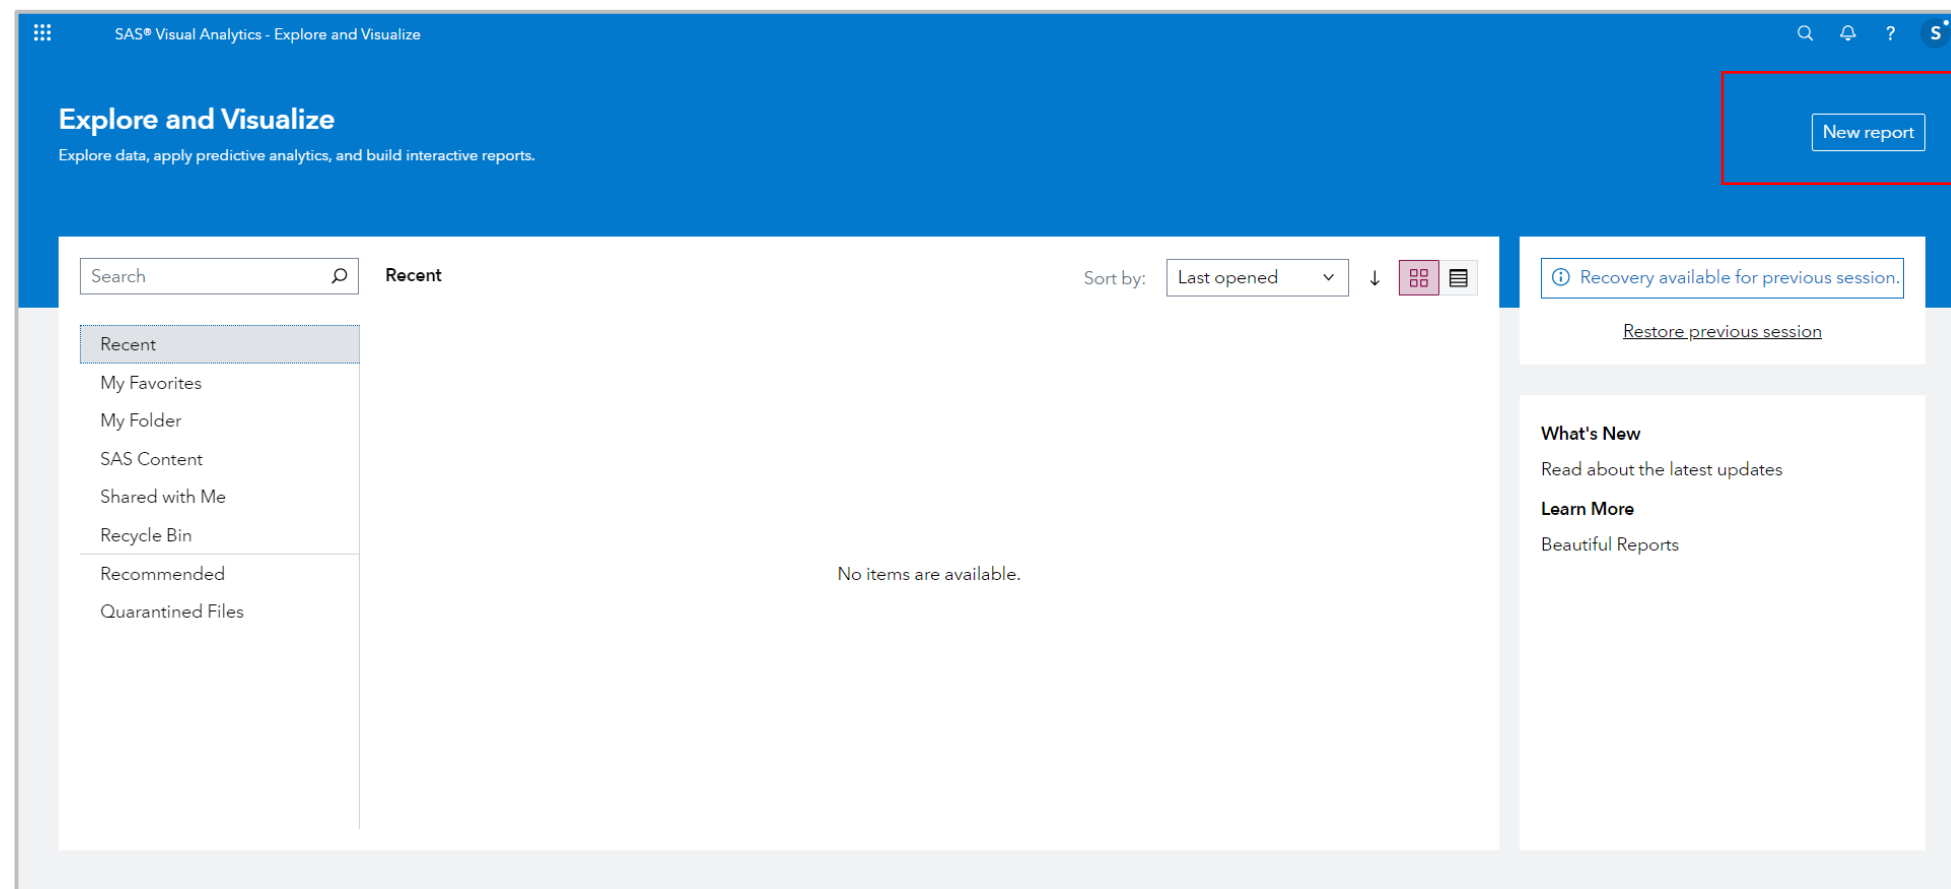 SAS® Visual Analytics - Explore and Visualize
? S
Explore and Visualize
Explore data, apply predictive analytics, and build interactive reports.
New report
Search
Recent
Sort by: Last opened
Recent
My Favorites
My Folder
SAS Content
Shared with Me
Recycle Bin
Recommended
Quarantined Files
No items are available.
Recovery available for previous session.
Restore previous session
What's New
Read about the latest updates
Learn More
Beautiful Reports